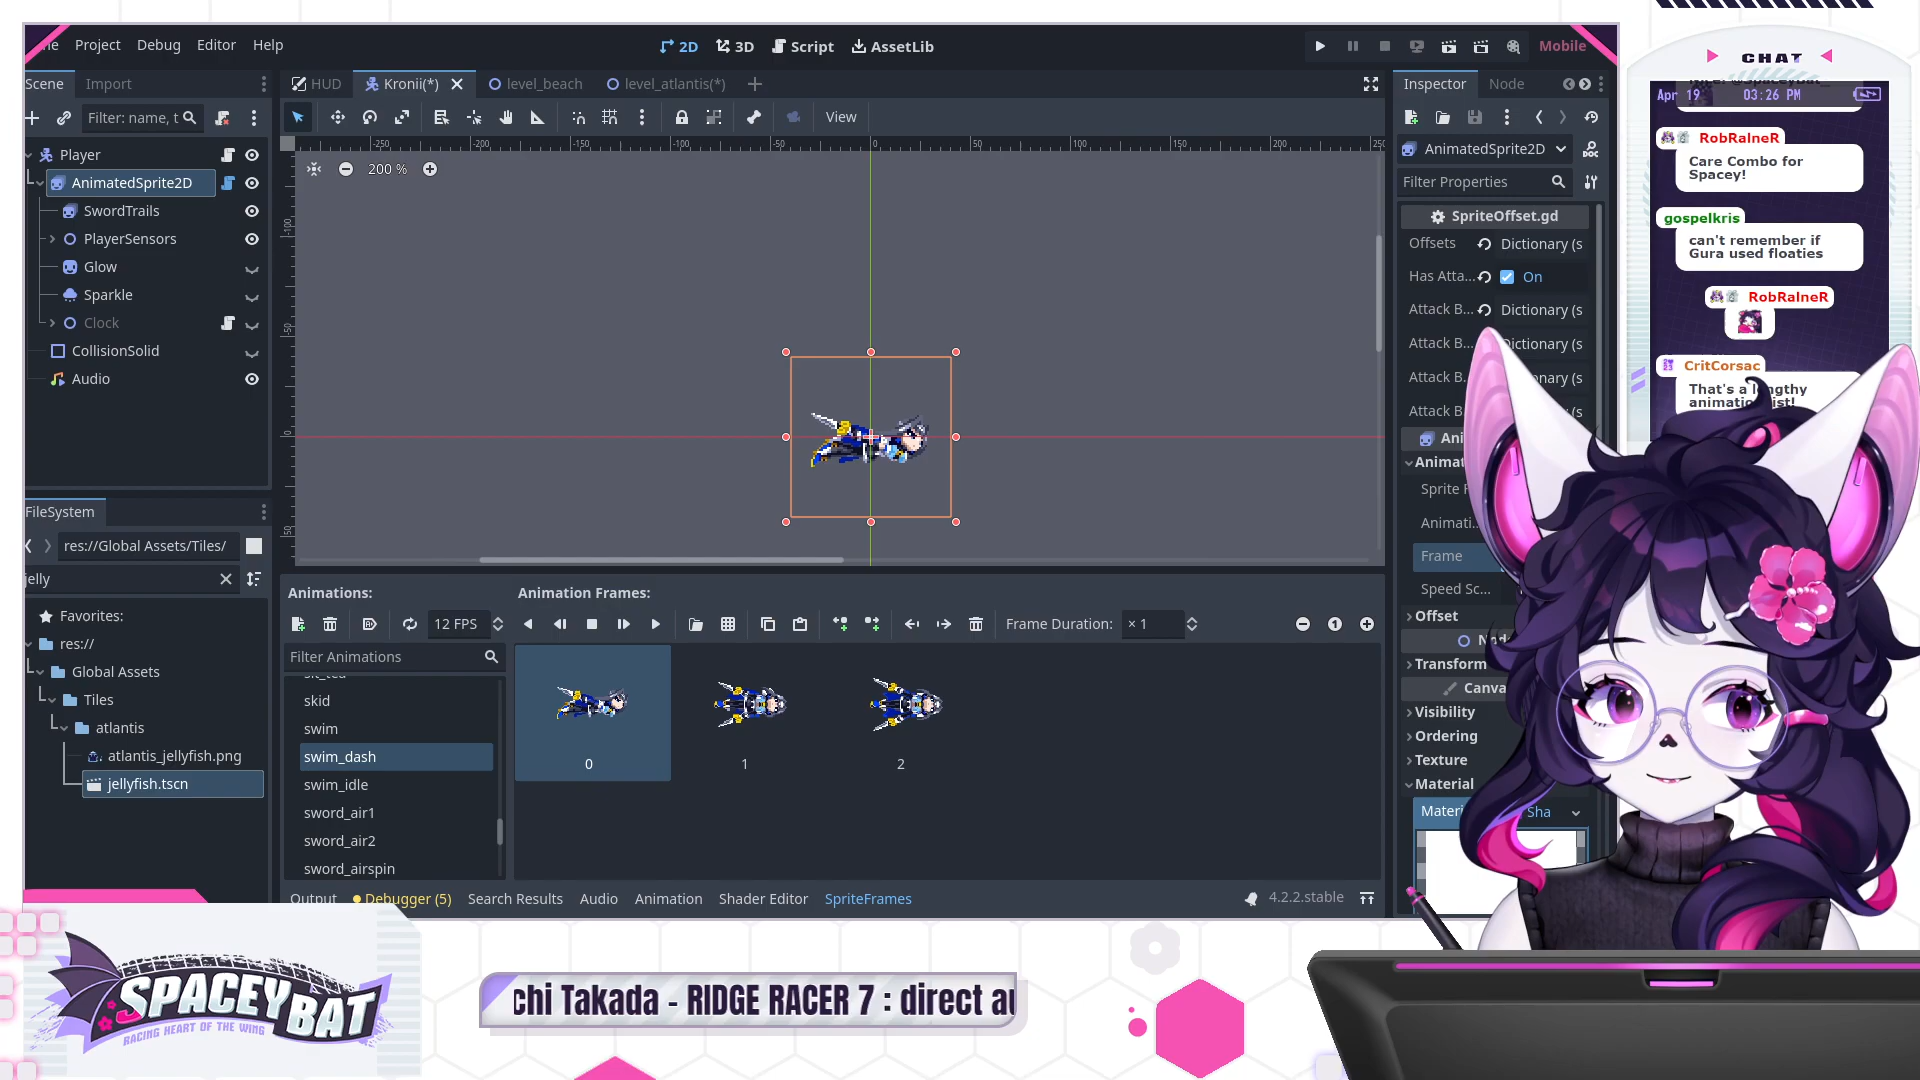 Project Debug Editor Help
2D 3D Script AssetLib
Mobile
Scene Import
HUD Kronii(*) level_beach level_atlantis(*)
Inspector Node
Filter: name, t
View
AnimatedSprite2D
Filter Properties
Player
AnimatedSprite2D
SwordTrails
PlayerSensors
Glow
Sparkle
Clock
CollisionSolid
Audio
200 %
SpriteOffset.gd
Offsets Dictionary (s
Has Atta... On
Attack B... Dictionary (s
Attack B... Dictionary (s
Attack B...
Attack B...
Frame
Speed Sc...
Offset
Transform
Canva
Visibility
Ordering
Texture
Material
Sha
FileSystem
res://Global Assets/Tiles/
jelly
Favorites:
res://
Global Assets
Tiles
atlantis
atlantis_jellyfish.png
jellyfish.tscn
Animations:
12 FPS
Filter Animations
skid
swim
swim_dash
swim_idle
sword_air1
sword_air2
sword_airspin
Animation Frames:
Frame Duration: × 1
0 1 2
Output Debugger (5) Search Results Audio Animation Shader Editor SpriteFrames
4.2.2.stable
CHAT
Apr 19 03:26 PM
RobRaIneR
Care Combo for
Spacey!
gospelkris
can't remember if
Gura used floaties
RobRaIneR
CritCorsac
That's a lengthy
SPACEYBAT
RACING HEART OF THE WING
chi Takada - RIDGE RACER 7 : direct au